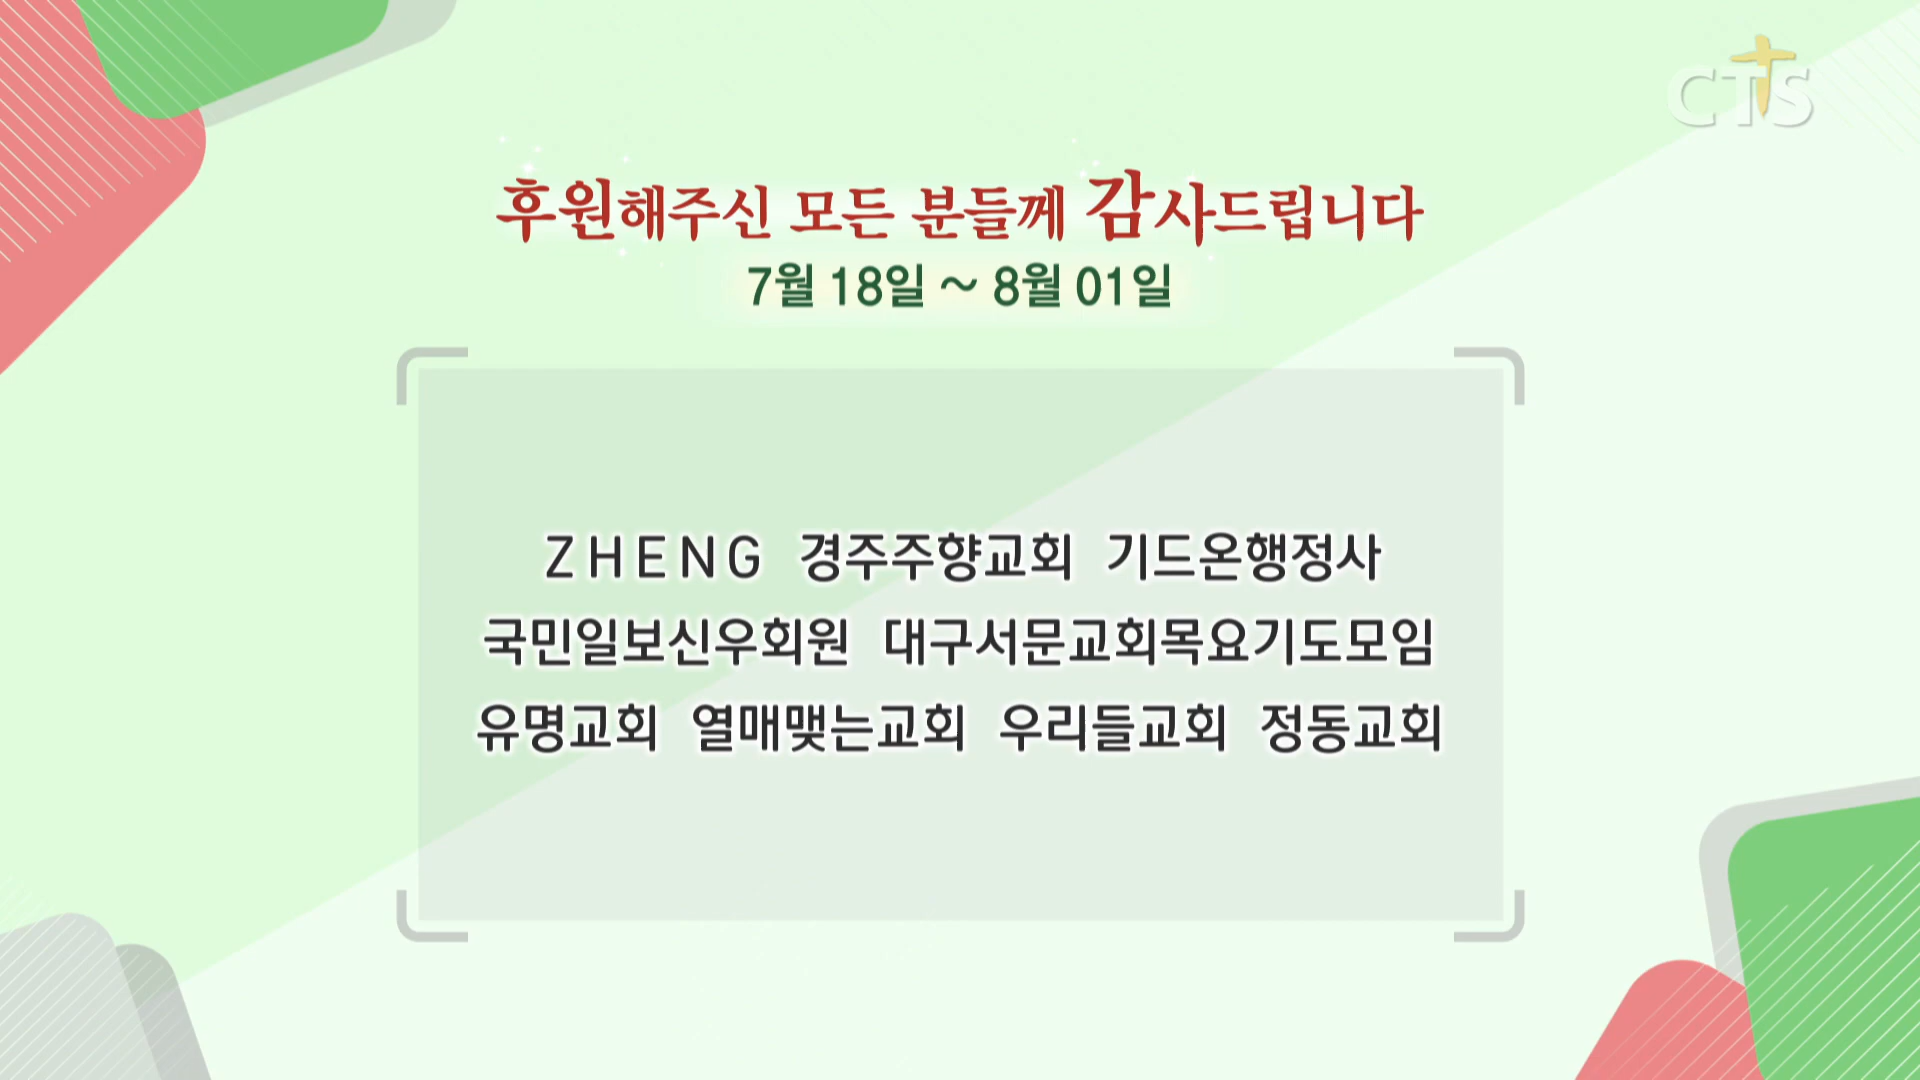 CTS
후원해주신 모든 분들께 감사드립니다
7월 18일 ~ 8월 01일
ZHENG 경주주향교회 기드온행정사
국민일보신우회원 대구서문교회목요기도모임
유명교회 열매맺는교회 우리들교회 정동교회